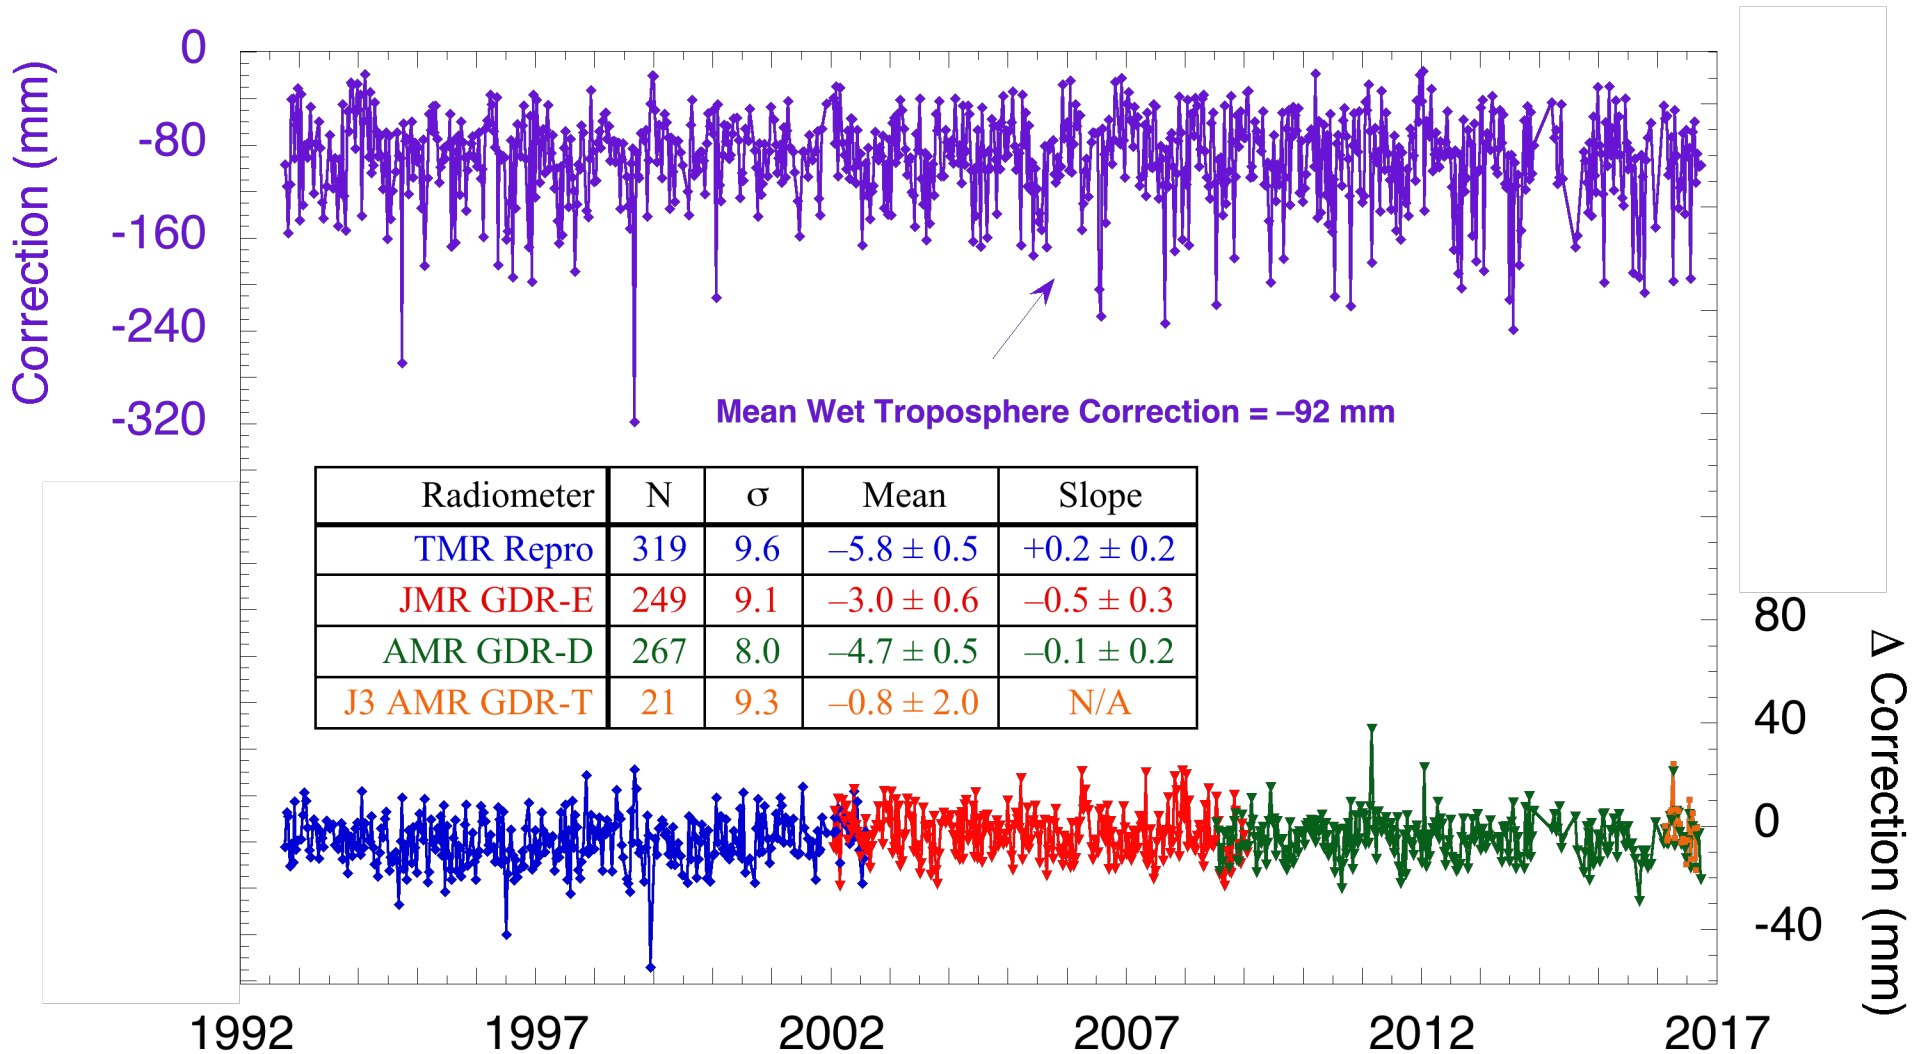 0
-80
-160
-240
-320
Correction (mm)
Mean Wet Troposphere Correction = –92 mm
Radiometer N σ Mean Slope
TMR Repro 319 9.6 –5.8 ± 0.5 +0.2 ± 0.2
JMR GDR-E 249 9.1 –3.0 ± 0.6 –0.5 ± 0.3
AMR GDR-D 267 8.0 –4.7 ± 0.5 –0.1 ± 0.2
J3 AMR GDR-T 21 9.3 –0.8 ± 2.0 N/A
80
40
0
-40
Δ Correction (mm)
1992 1997 2002 2007 2012 2017